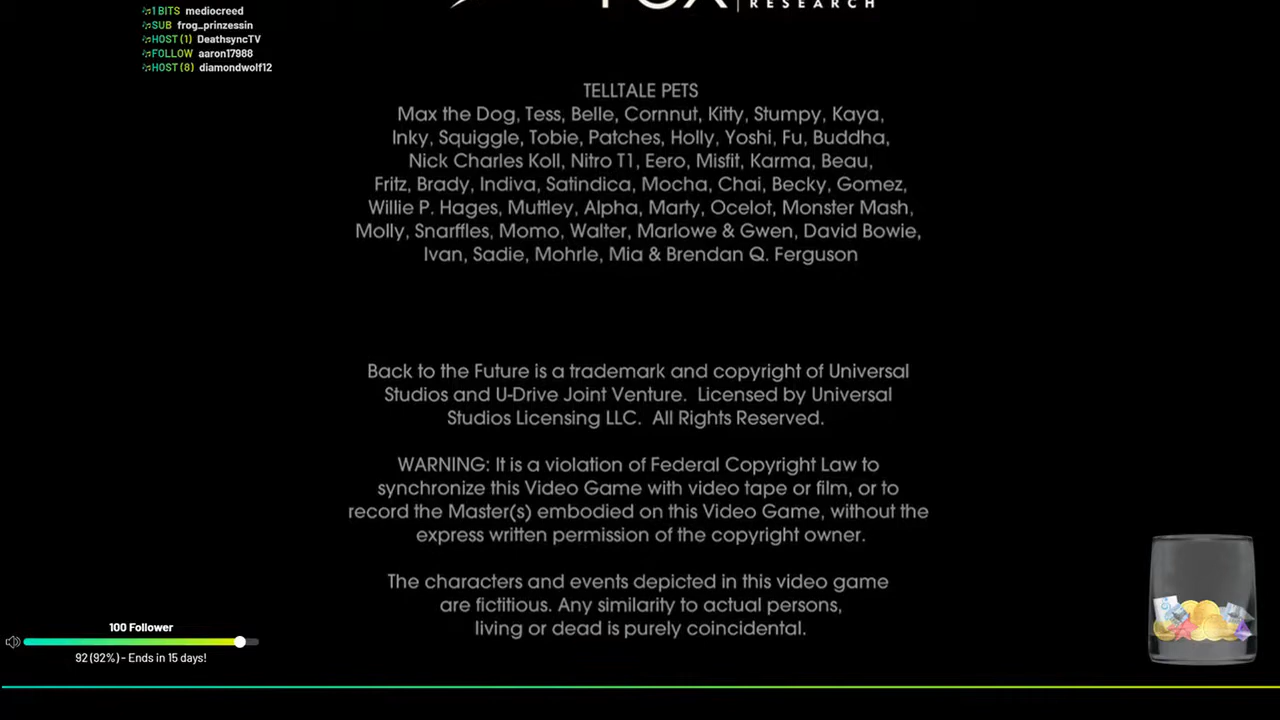 1 BITS mediocreed
SUB frog_prinzessin
HOST (1) DeathsyncTV
FOLLOW aaron17988
HOST (8) diamondwolf12
RESEARCH
TELLTALE PETS
Max the Dog, Tess, Belle, Cornnut, Kitty, Stumpy, Kaya,
Inky, Squiggle, Tobie, Patches, Holly, Yoshi, Fu, Buddha,
Nick Charles Koll, Nitro T1, Eero, Misfit, Karma, Beau,
Fritz, Brady, Indiva, Satindica, Mocha, Chai, Becky, Gomez,
Willie P. Hages, Muttley, Alpha, Marty, Ocelot, Monster Mash,
Molly, Snarffles, Momo, Walter, Marlowe & Gwen, David Bowie,
Ivan, Sadie, Mohrle, Mia & Brendan Q. Ferguson
Back to the Future is a trademark and copyright of Universal
Studios and U-Drive Joint Venture.  Licensed by Universal
Studios Licensing LLC.  All Rights Reserved.
WARNING: It is a violation of Federal Copyright Law to
synchronize this Video Game with video tape or film, or to
record the Master(s) embodied on this Video Game, without the
express written permission of the copyright owner.
The characters and events depicted in this video game
are fictitious. Any similarity to actual persons,
living or dead is purely coincidental.
100 Follower
92 (92%) - Ends in 15 days!